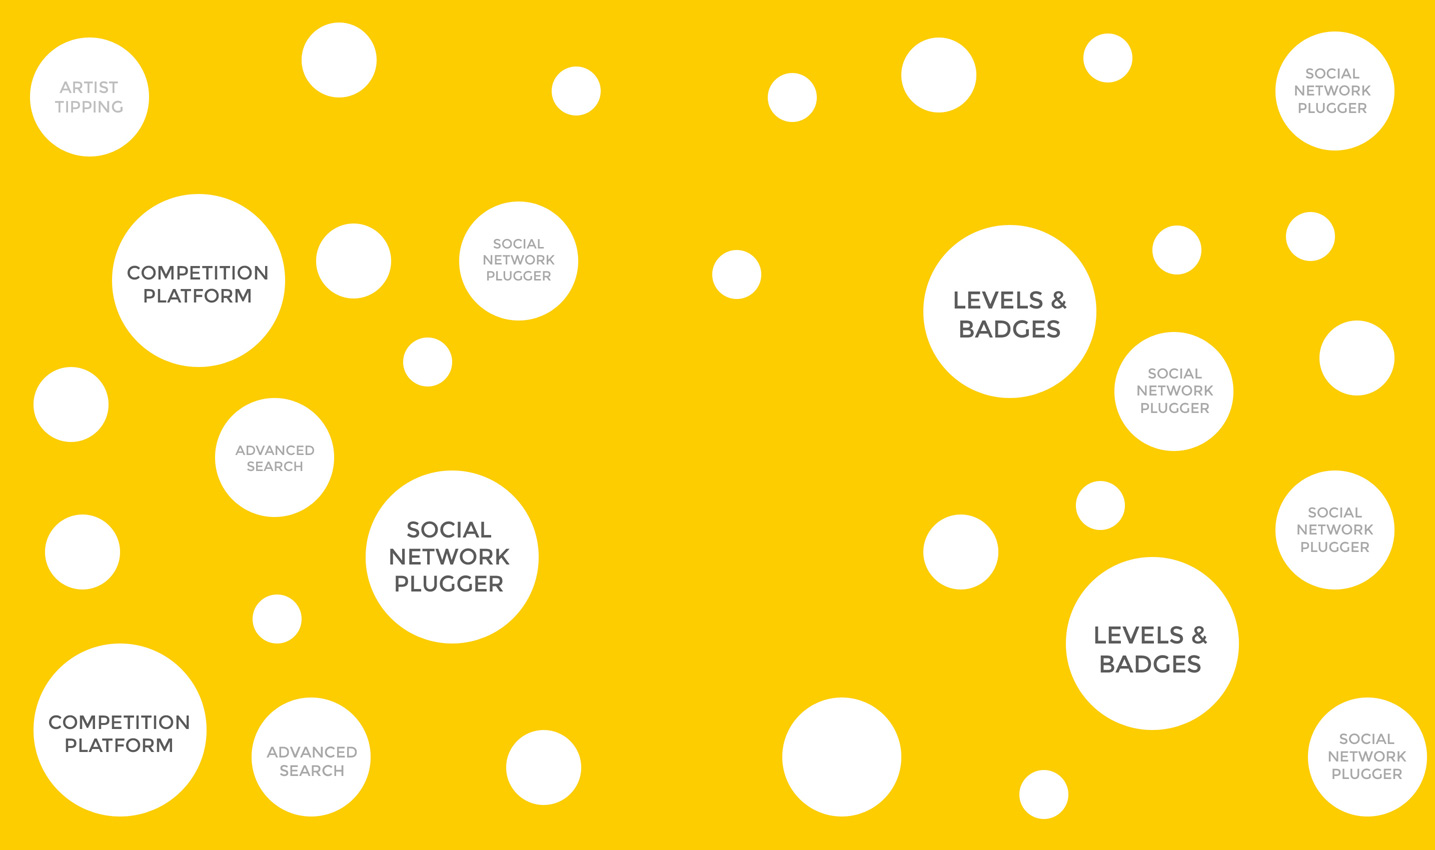 ARTIST
TIPPING
SOCIAL
NETWORK
PLUGGER
COMPETITION
PLATFORM
SOCIAL
NETWORK
PLUGGER
LEVELS &
BADGES
SOCIAL
NETWORK
PLUGGER
ADVANCED
SEARCH
SOCIAL
NETWORK
PLUGGER
SOCIAL
NETWORK
PLUGGER
LEVELS &
BADGES
COMPETITION
PLATFORM
ADVANCED
SEARCH
SOCIAL
NETWORK
PLUGGER